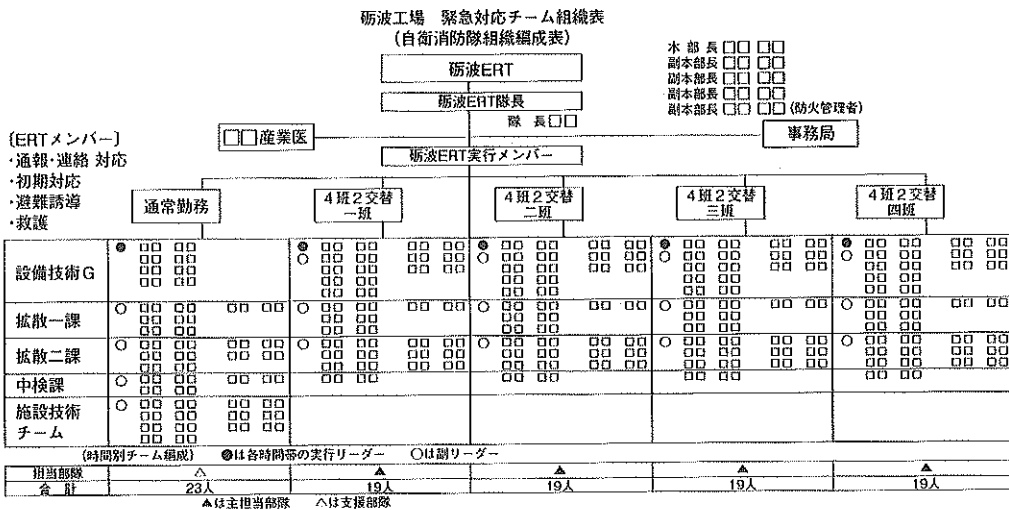 砺波工場 緊急対応チーム組織表
(自衛消防隊組織編成表)
砺波ERT
本 部 長 □□ □□
副本部長 □□ □□
副本部長 □□ □□
副本部長 □□ □□
副本部長 □□ □□ (防火管理者)
砺波ERT隊長
隊 長 □□
□□産業医
事務局
砺波ERT実行メンバー
〔ERTメンバー〕
・通報・連絡 対応
・初期対応
・避難誘導
・救護
通常勤務
4班2交替
一班
4班2交替
二班
4班2交替
三班
4班2交替
四班
設備技術G
拡散一課
拡散二課
中検課
施設技術
チーム
(時間別チーム編成) ●は各時間帯の実行リーダー ○は副リーダー
担当部隊 △ ▲ ▲ ▲ ▲
合 計 23人 19人 19人 19人 19人
▲は主担当部隊 △は支援部隊